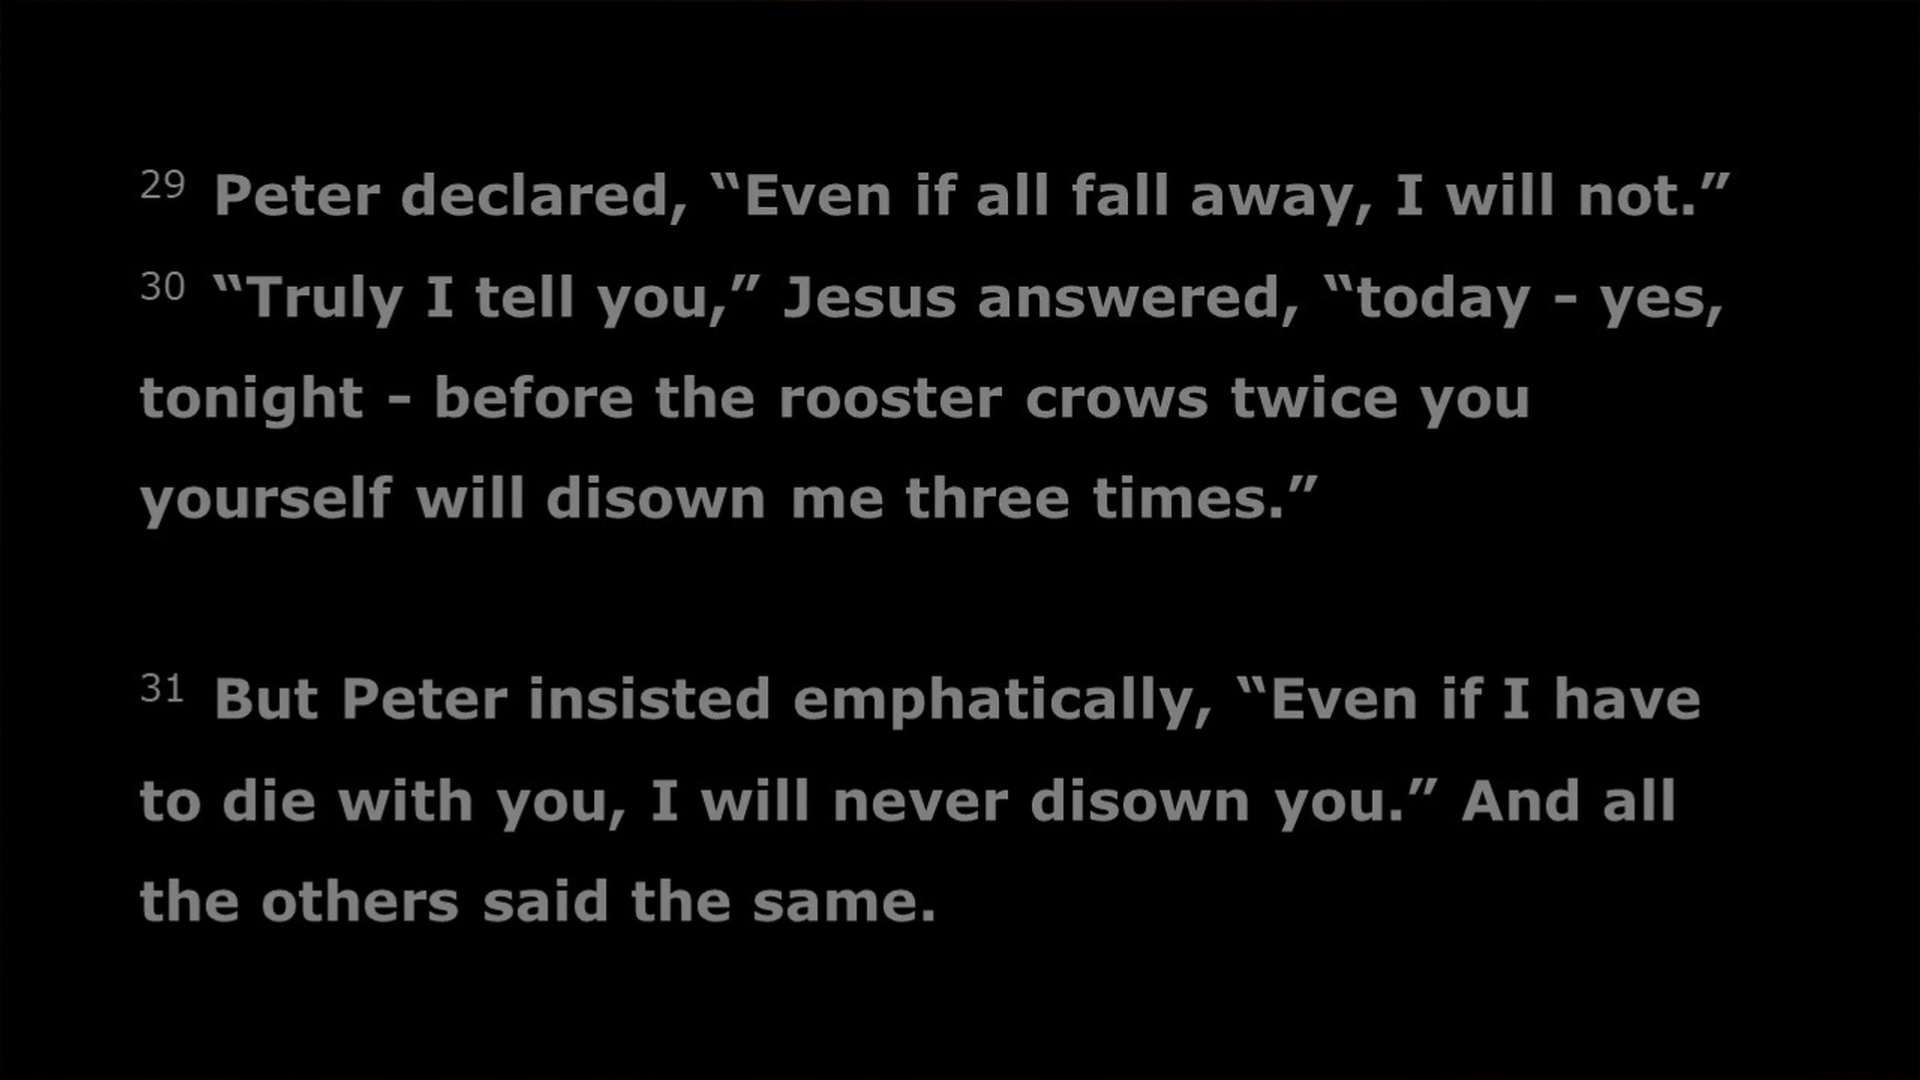 29 Peter declared, “Even if all fall away, I will not.”
30 “Truly I tell you,” Jesus answered, “today - yes,
tonight - before the rooster crows twice you
yourself will disown me three times.”
31 But Peter insisted emphatically, “Even if I have
to die with you, I will never disown you.” And all
the others said the same.